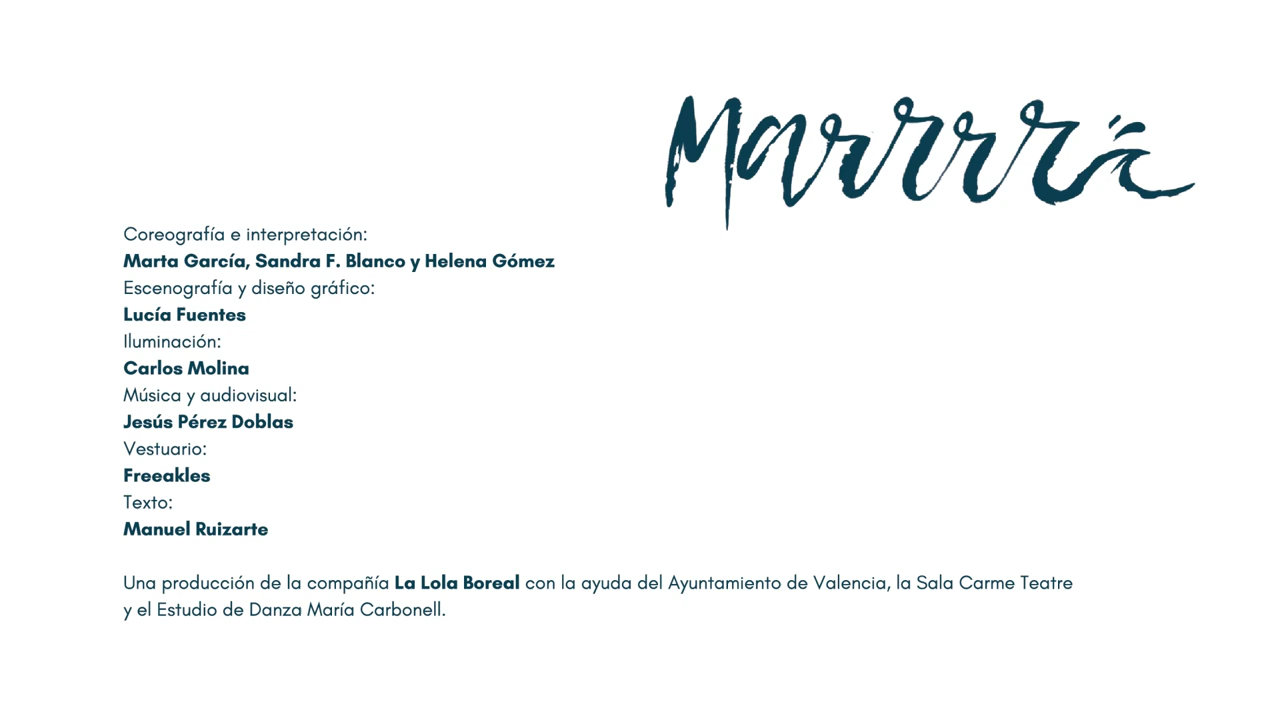 Marrrr
Coreografía e interpretación:
Marta García, Sandra F. Blanco y Helena Gómez
Escenografía y diseño gráfico:
Lucía Fuentes
Iluminación:
Carlos Molina
Música y audiovisual:
Jesús Pérez Doblas
Vestuario:
Freeakles
Texto:
Manuel Ruizarte
Una producción de la compañía La Lola Boreal con la ayuda del Ayuntamiento de Valencia, la Sala Carme Teatre
y el Estudio de Danza María Carbonell.